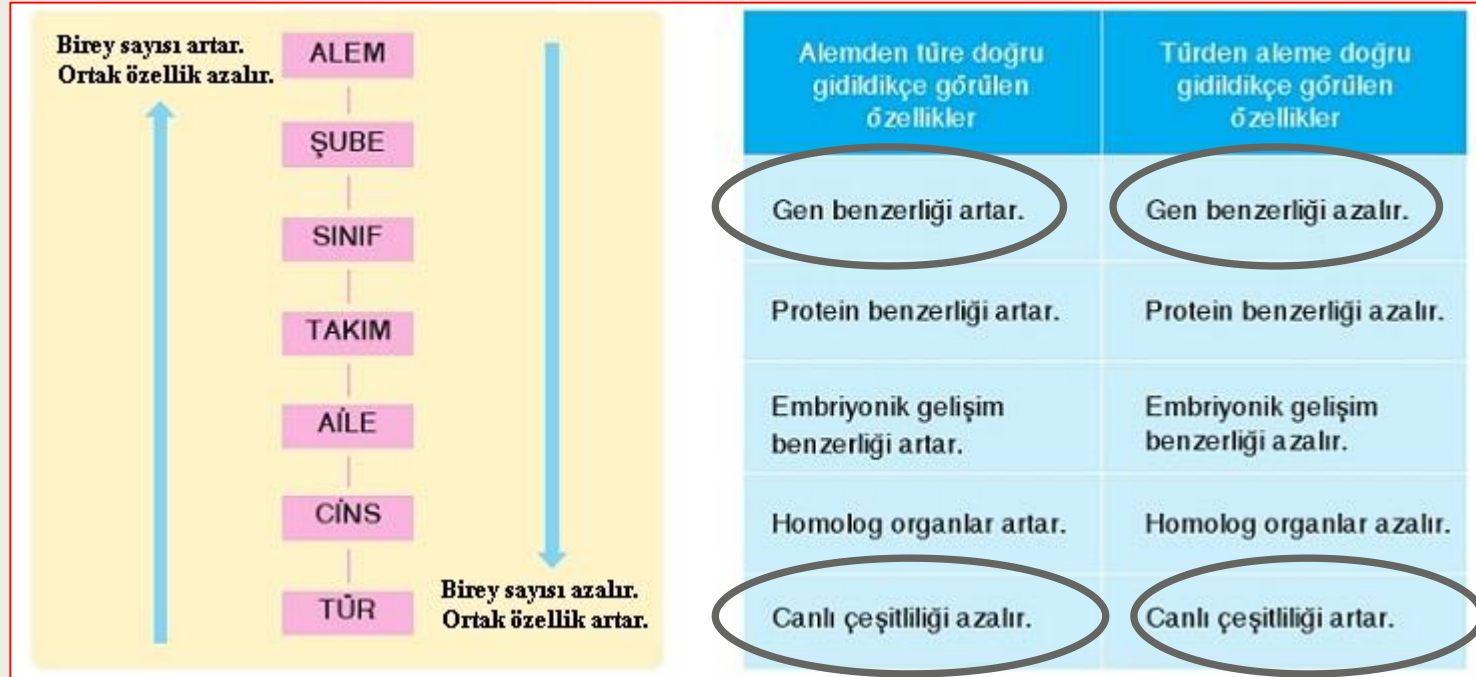 Birey sayısı artar.
Ortak özellik azalır.
ALEM
ŞUBE
SINIF
TAKIM
AİLE
CİNS
TÜR
Birey sayısı azalır.
Ortak özellik artar.
Alemden türe doğru
gidildikçe görülen
özellikler
Türden aleme doğru
gidildikçe görülen
özellikler
Gen benzerliği artar.
Gen benzerliği azalır.
Protein benzerliği artar.
Protein benzerliği azalır.
Embriyonik gelişim
benzerliği artar.
Embriyonik gelişim
benzerliği azalır.
Homolog organlar artar.
Homolog organlar azalır.
Canlı çeşitliliği azalır.
Canlı çeşitliliği artar.